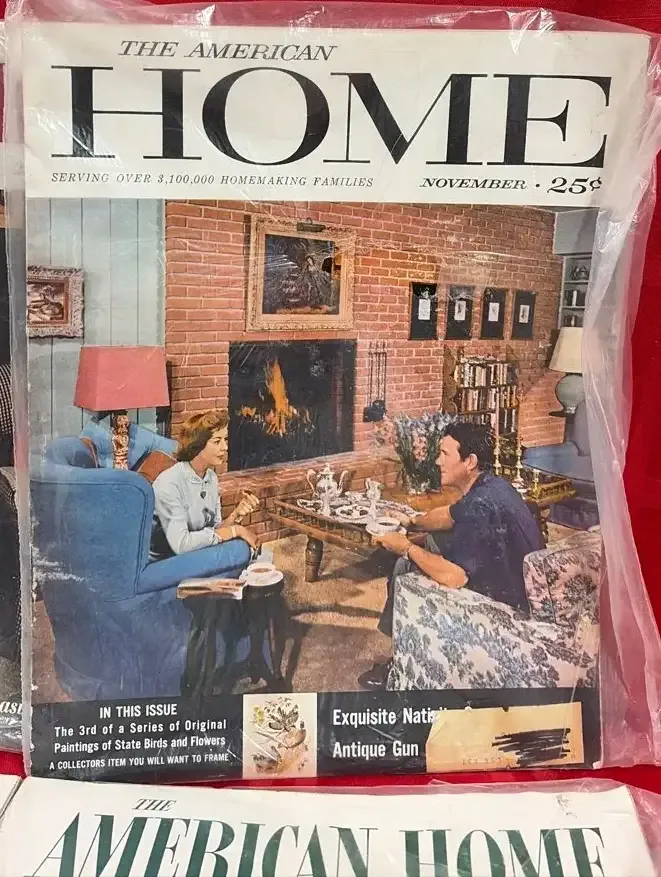 THE AMERICAN
HOME
SERVING OVER 3,100,000 HOMEMAKING FAMILIES
NOVEMBER · 25¢
IN THIS ISSUE
The 3rd of a Series of Original
Paintings of State Birds and Flowers
A COLLECTORS ITEM YOU WILL WANT TO FRAME
Exquisite
Antique Gun
THE
AMERICAN HOME